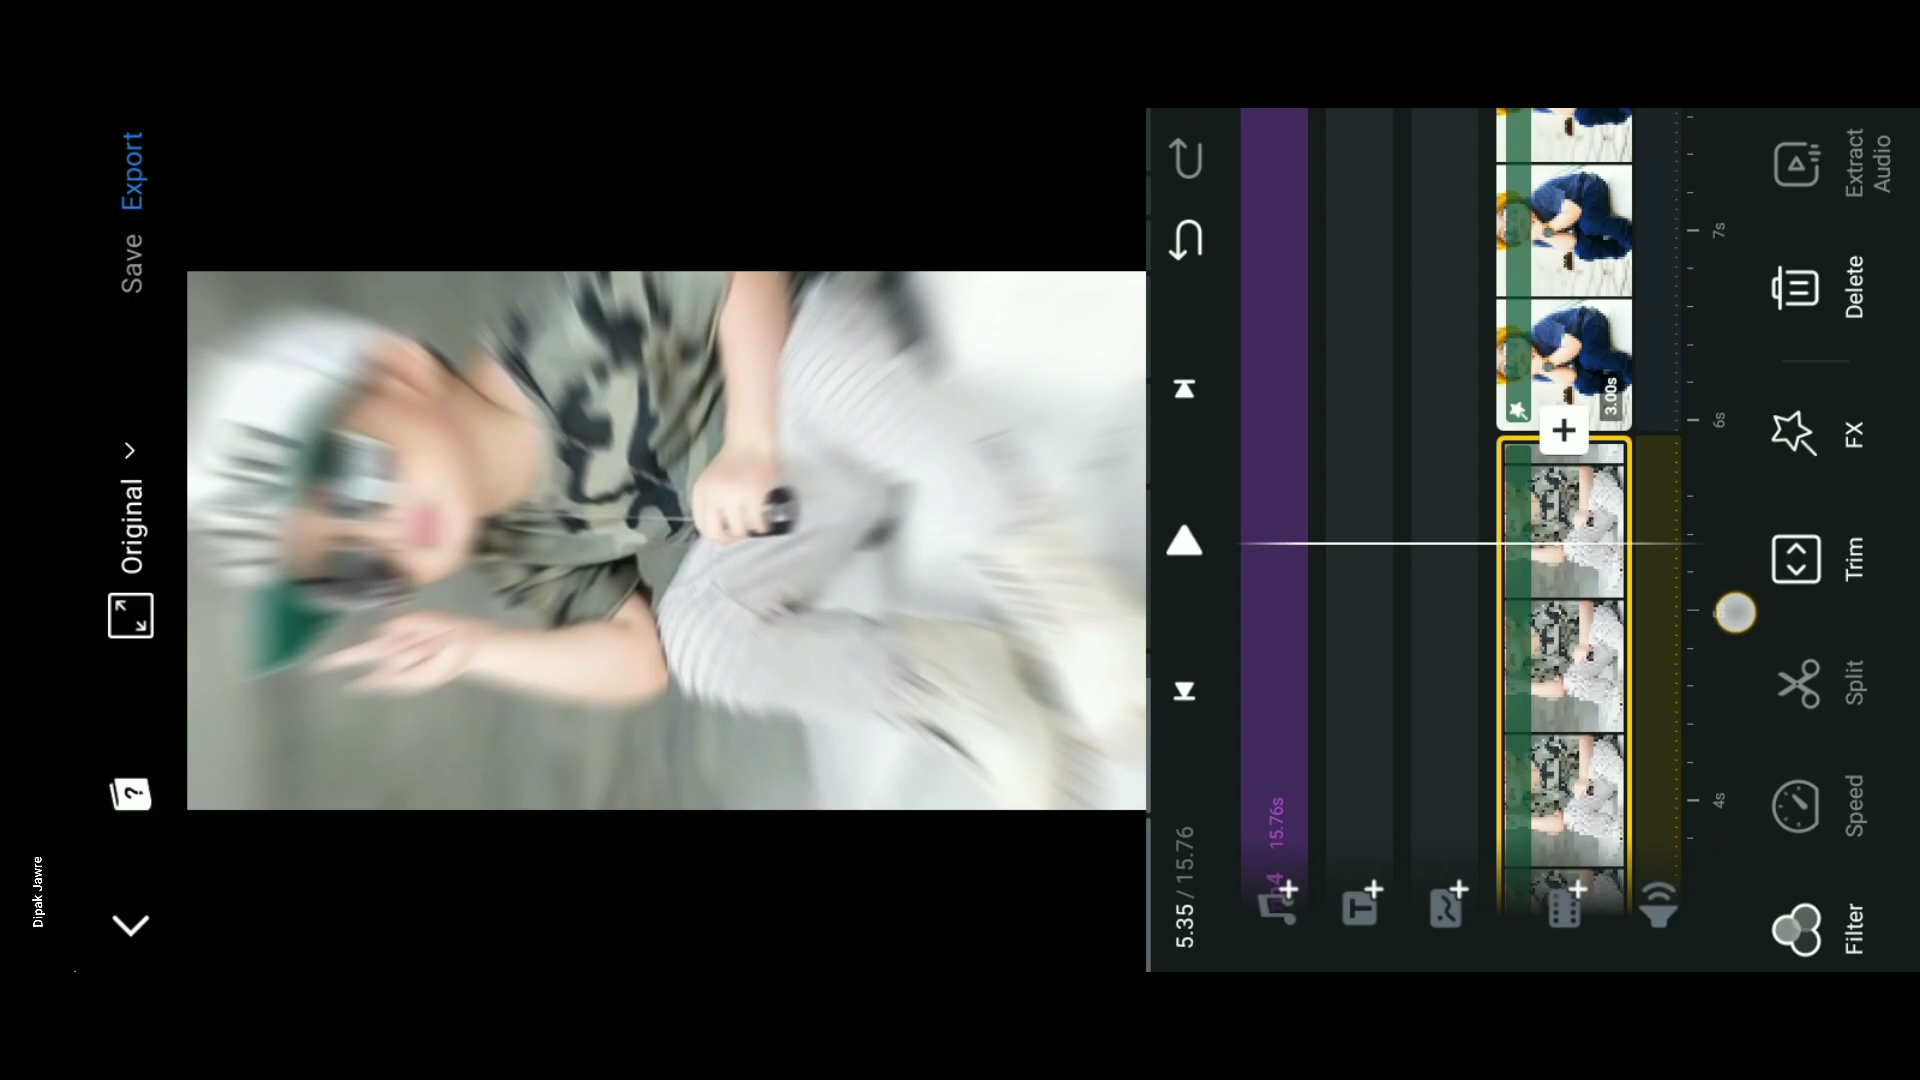 Dipak Jawre
Original
Save
Export
5.35 / 15.76
15.76s
3.00s
4s
6s
7s
Filter
Speed
Split
Trim
FX
Delete
Extract
Audio